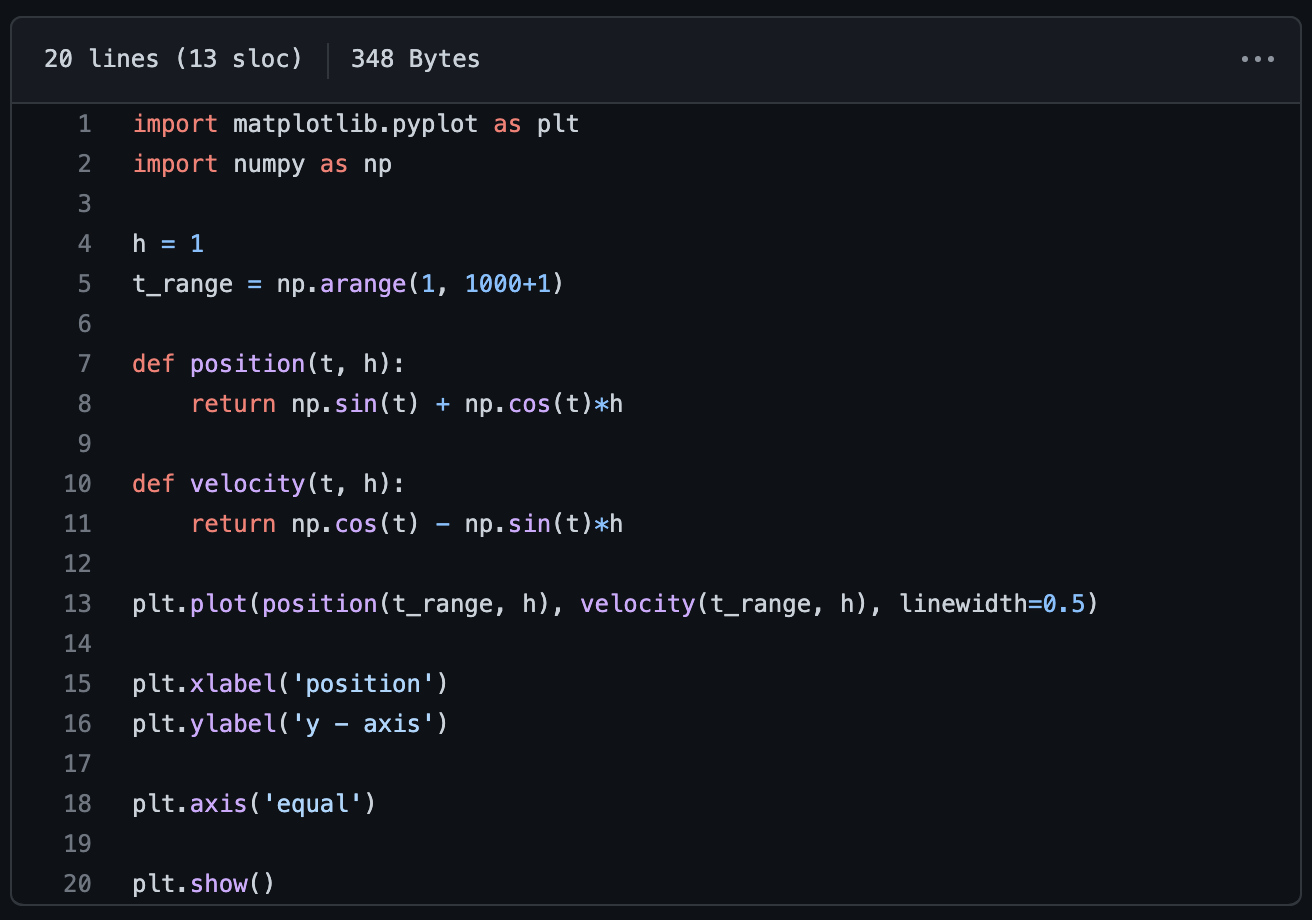 20 lines (13 sloc) 348 Bytes
1 import matplotlib.pyplot as plt
2 import numpy as np
3
4 h = 1
5 t_range = np.arange(1, 1000+1)
6
7 def position(t, h):
8     return np.sin(t) + np.cos(t)*h
9
10 def velocity(t, h):
11     return np.cos(t) - np.sin(t)*h
12
13 plt.plot(position(t_range, h), velocity(t_range, h), linewidth=0.5)
14
15 plt.xlabel('position')
16 plt.ylabel('y - axis')
17
18 plt.axis('equal')
19
20 plt.show()